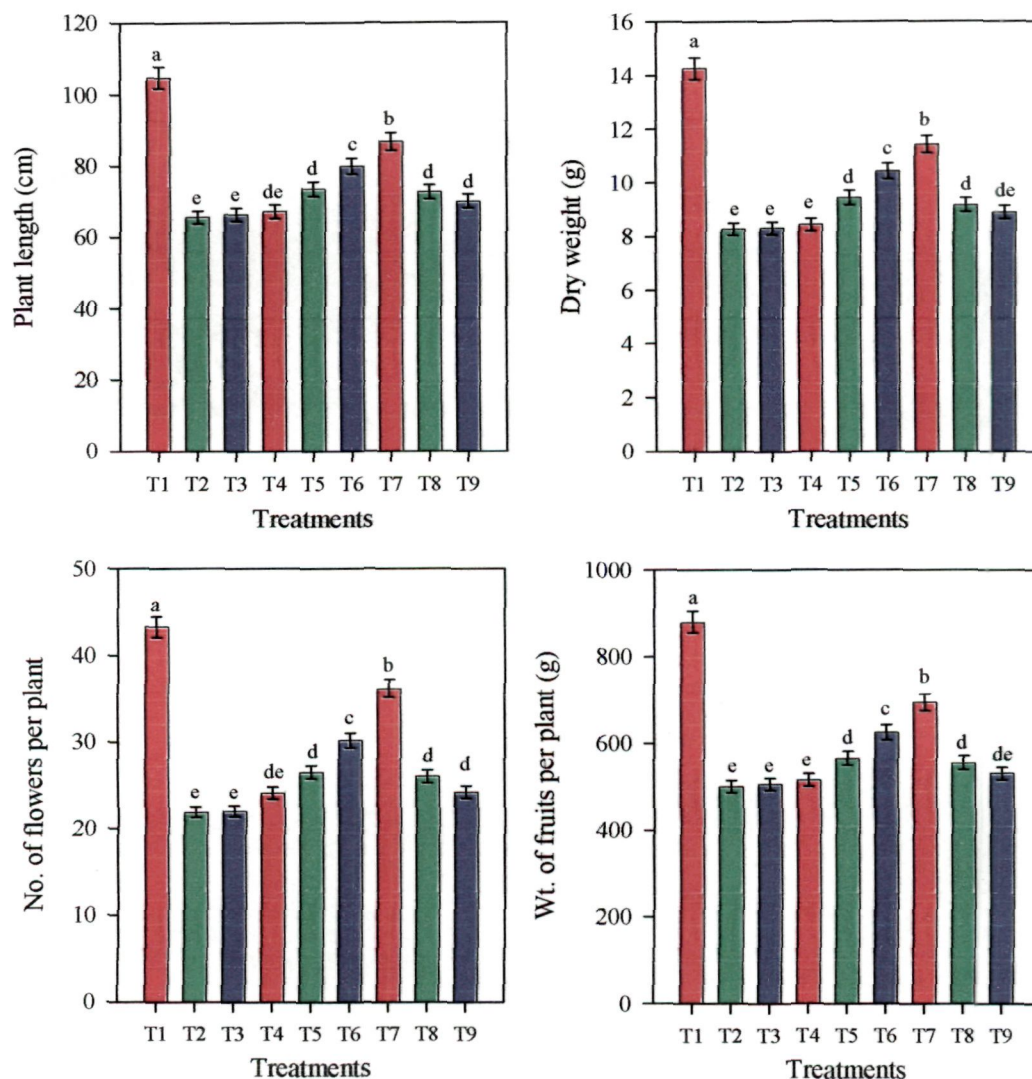 Plant length (cm)
120
100
80
60
40
20
0
a
e
e
de
d
c
b
d
d
T1 T2 T3 T4 T5 T6 T7 T8 T9
Treatments
Dry weight (g)
16
14
12
10
8
6
4
2
0
a
e
e
e
d
c
b
d
de
T1 T2 T3 T4 T5 T6 T7 T8 T9
Treatments
No. of flowers per plant
50
40
30
20
10
0
a
e
e
de
d
c
b
d
d
T1 T2 T3 T4 T5 T6 T7 T8 T9
Treatments
Wt. of fruits per plant (g)
1000
800
600
400
200
0
a
e
e
e
d
c
b
d
de
T1 T2 T3 T4 T5 T6 T7 T8 T9
Treatments